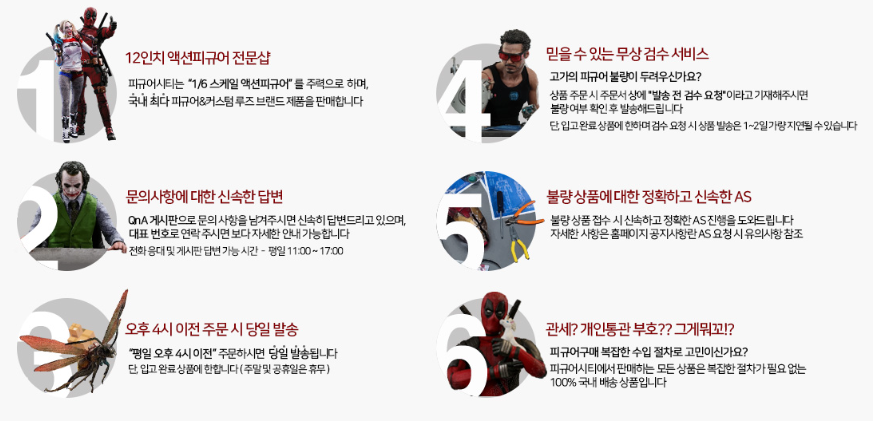 1
12인치 액션피규어 전문샵
피규어시티는 "1/6 스케일 액션피규어" 를 주력으로 하며,
국내 최다 피규어&커스텀 루즈 브랜드 제품을 판매합니다
2
문의사항에 대한 신속한 답변
QnA 게시판으로 문의 사항을 남겨주시면 신속히 답변드리고 있으며,
대표 번호로 연락 주시면 보다 자세한 안내 가능합니다
전화 응대 및 게시판 답변 가능 시간 - 평일 11:00 ~ 17:00
3
오후 4시 이전 주문 시 당일 발송
"평일 오후 4시 이전" 주문하시면 당일 발송됩니다
단, 입고 완료 상품에 한합니다 ( 주말 및 공휴일은 휴무 )
4
믿을 수 있는 무상 검수 서비스
고가의 피규어 불량이 두려우신가요?
상품 주문 시 주문서 상에 "발송 전 검수 요청"이라고 기재해주시면
불량 여부 확인 후 발송해드립니다
단, 입고 완료 상품에 한하며 검수 요청 시 상품 발송은 1~2일 가량 지연될 수 있습니다
5
불량 상품에 대한 정확하고 신속한 AS
불량 상품 접수 시 신속하고 정확한 AS 진행을 도와드립니다
자세한 사항은 홈페이지 공지사항란 AS 요청 시 유의사항 참조
6
관세? 개인통관 부호?? 그게뭐꼬!?
피규어구매 복잡한 수입 절차로 고민이신가요?
피규어시티에서 판매하는 모든 상품은 복잡한 절차가 필요 없는
100% 국내 배송 상품입니다